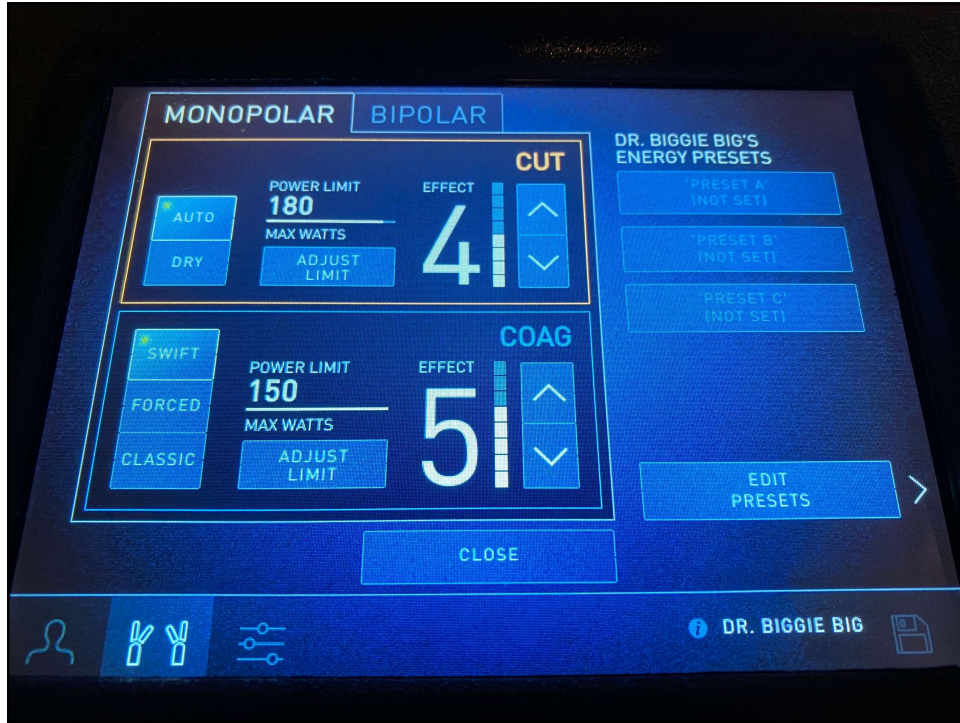 MONOPOLAR
BIPOLAR
CUT
AUTO
DRY
POWER LIMIT
180
MAX WATTS
ADJUST
LIMIT
EFFECT
4
COAG
SWIFT
FORCED
CLASSIC
POWER LIMIT
150
MAX WATTS
ADJUST
LIMIT
EFFECT
5
DR. BIGGIE BIG'S
ENERGY PRESETS
'PRESET A'
(NOT SET)
'PRESET B'
(NOT SET)
'PRESET C'
(NOT SET)
EDIT
PRESETS
CLOSE
i DR. BIGGIE BIG